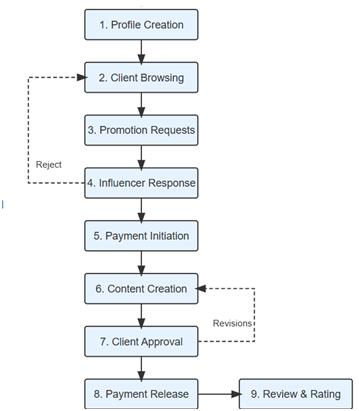 1. Profile Creation
2. Client Browsing
3. Promotion Requests
Reject
4. Influencer Response
5. Payment Initiation
6. Content Creation
Revisions
7. Client Approval
8. Payment Release
9. Review & Rating